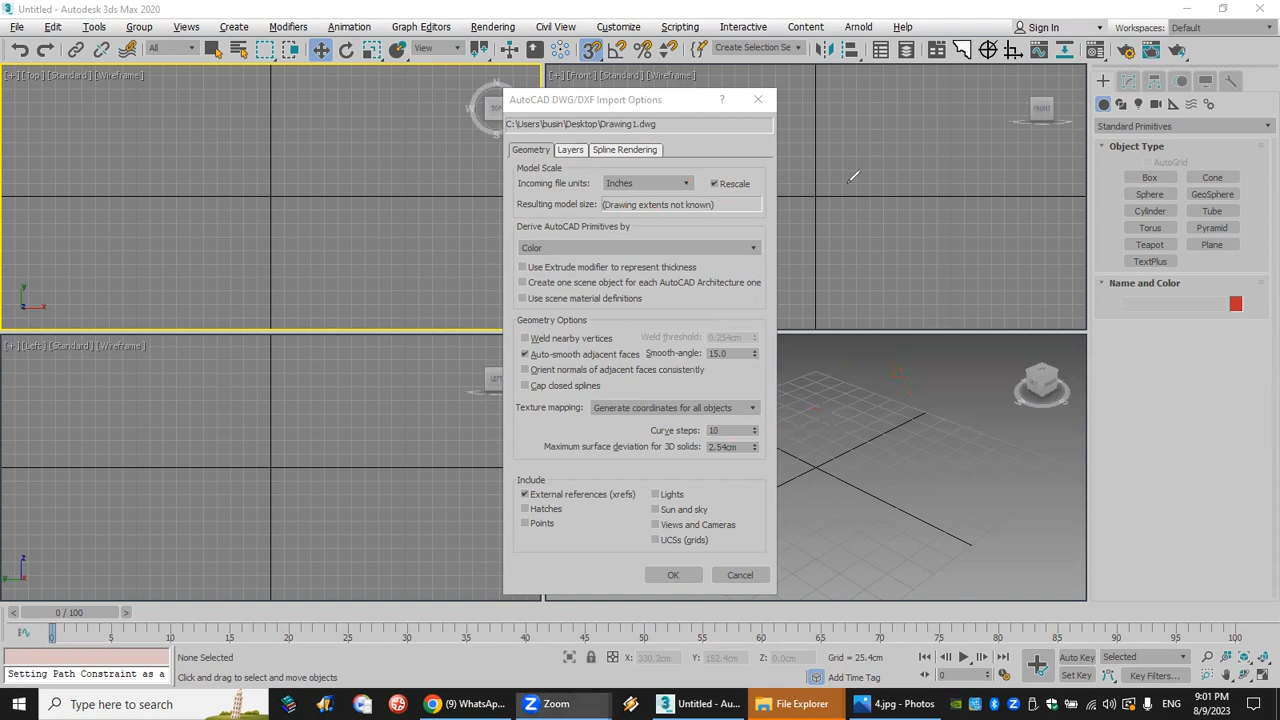 Untitled - Autodesk 3ds Max 2020
File Edit Tools Group Views Create Modifiers Animation Graph Editors Rendering Civil View Customize Scripting Interactive Content Arnold Help Sign In Workspaces: Default
All View Create Selection Se
[+] [Top] [Standard] [Wireframe]
[+] [Front] [Standard] [Wireframe]
N
W
S
TOP
FRONT
AutoCAD DWG/DXF Import Options ?
C:\Users\busin\Desktop\Drawing1.dwg
Geometry Layers Spline Rendering
Model Scale
Incoming file units: Inches Rescale
Resulting model size: (Drawing extents not known)
Derive AutoCAD Primitives by
Color
Use Extrude modifier to represent thickness
Create one scene object for each AutoCAD Architecture one
Use scene material definitions
Geometry Options
Weld nearby vertices Weld threshold: 0.254cm
Auto-smooth adjacent faces Smooth-angle: 15.0
Orient normals of adjacent faces consistently
Cap closed splines
Texture mapping: Generate coordinates for all objects
Curve steps: 10
Maximum surface deviation for 3D solids: 2.54cm
Include
External references (xrefs) Lights
Hatches Sun and sky
Points Views and Cameras
UCSs (grids)
OK Cancel
Standard Primitives
Object Type
AutoGrid
Box Cone
Sphere GeoSphere
Cylinder Tube
Torus Pyramid
Teapot Plane
TextPlus
Name and Color
y
x
z
[+] [Left] [Standard] [Wireframe]
LEFT
z
y
< 0 / 100 >
0 5 10 15 20 25 30 35 40 45 50 55 60 65 70 75 80 85 90 95 100
None Selected X: 330.2cm Y: 152.4cm Z: 0.0cm Grid = 25.4cm Auto Key Selected
Setting Path Constraint as a Click and drag to select and move objects Add Time Tag 0 Set Key Key Filters...
Type here to search (4) WhatsAp... Zoom Untitled - Au... File Explorer 4.jpg - Photos ENG 9:01 PM
8/9/2023